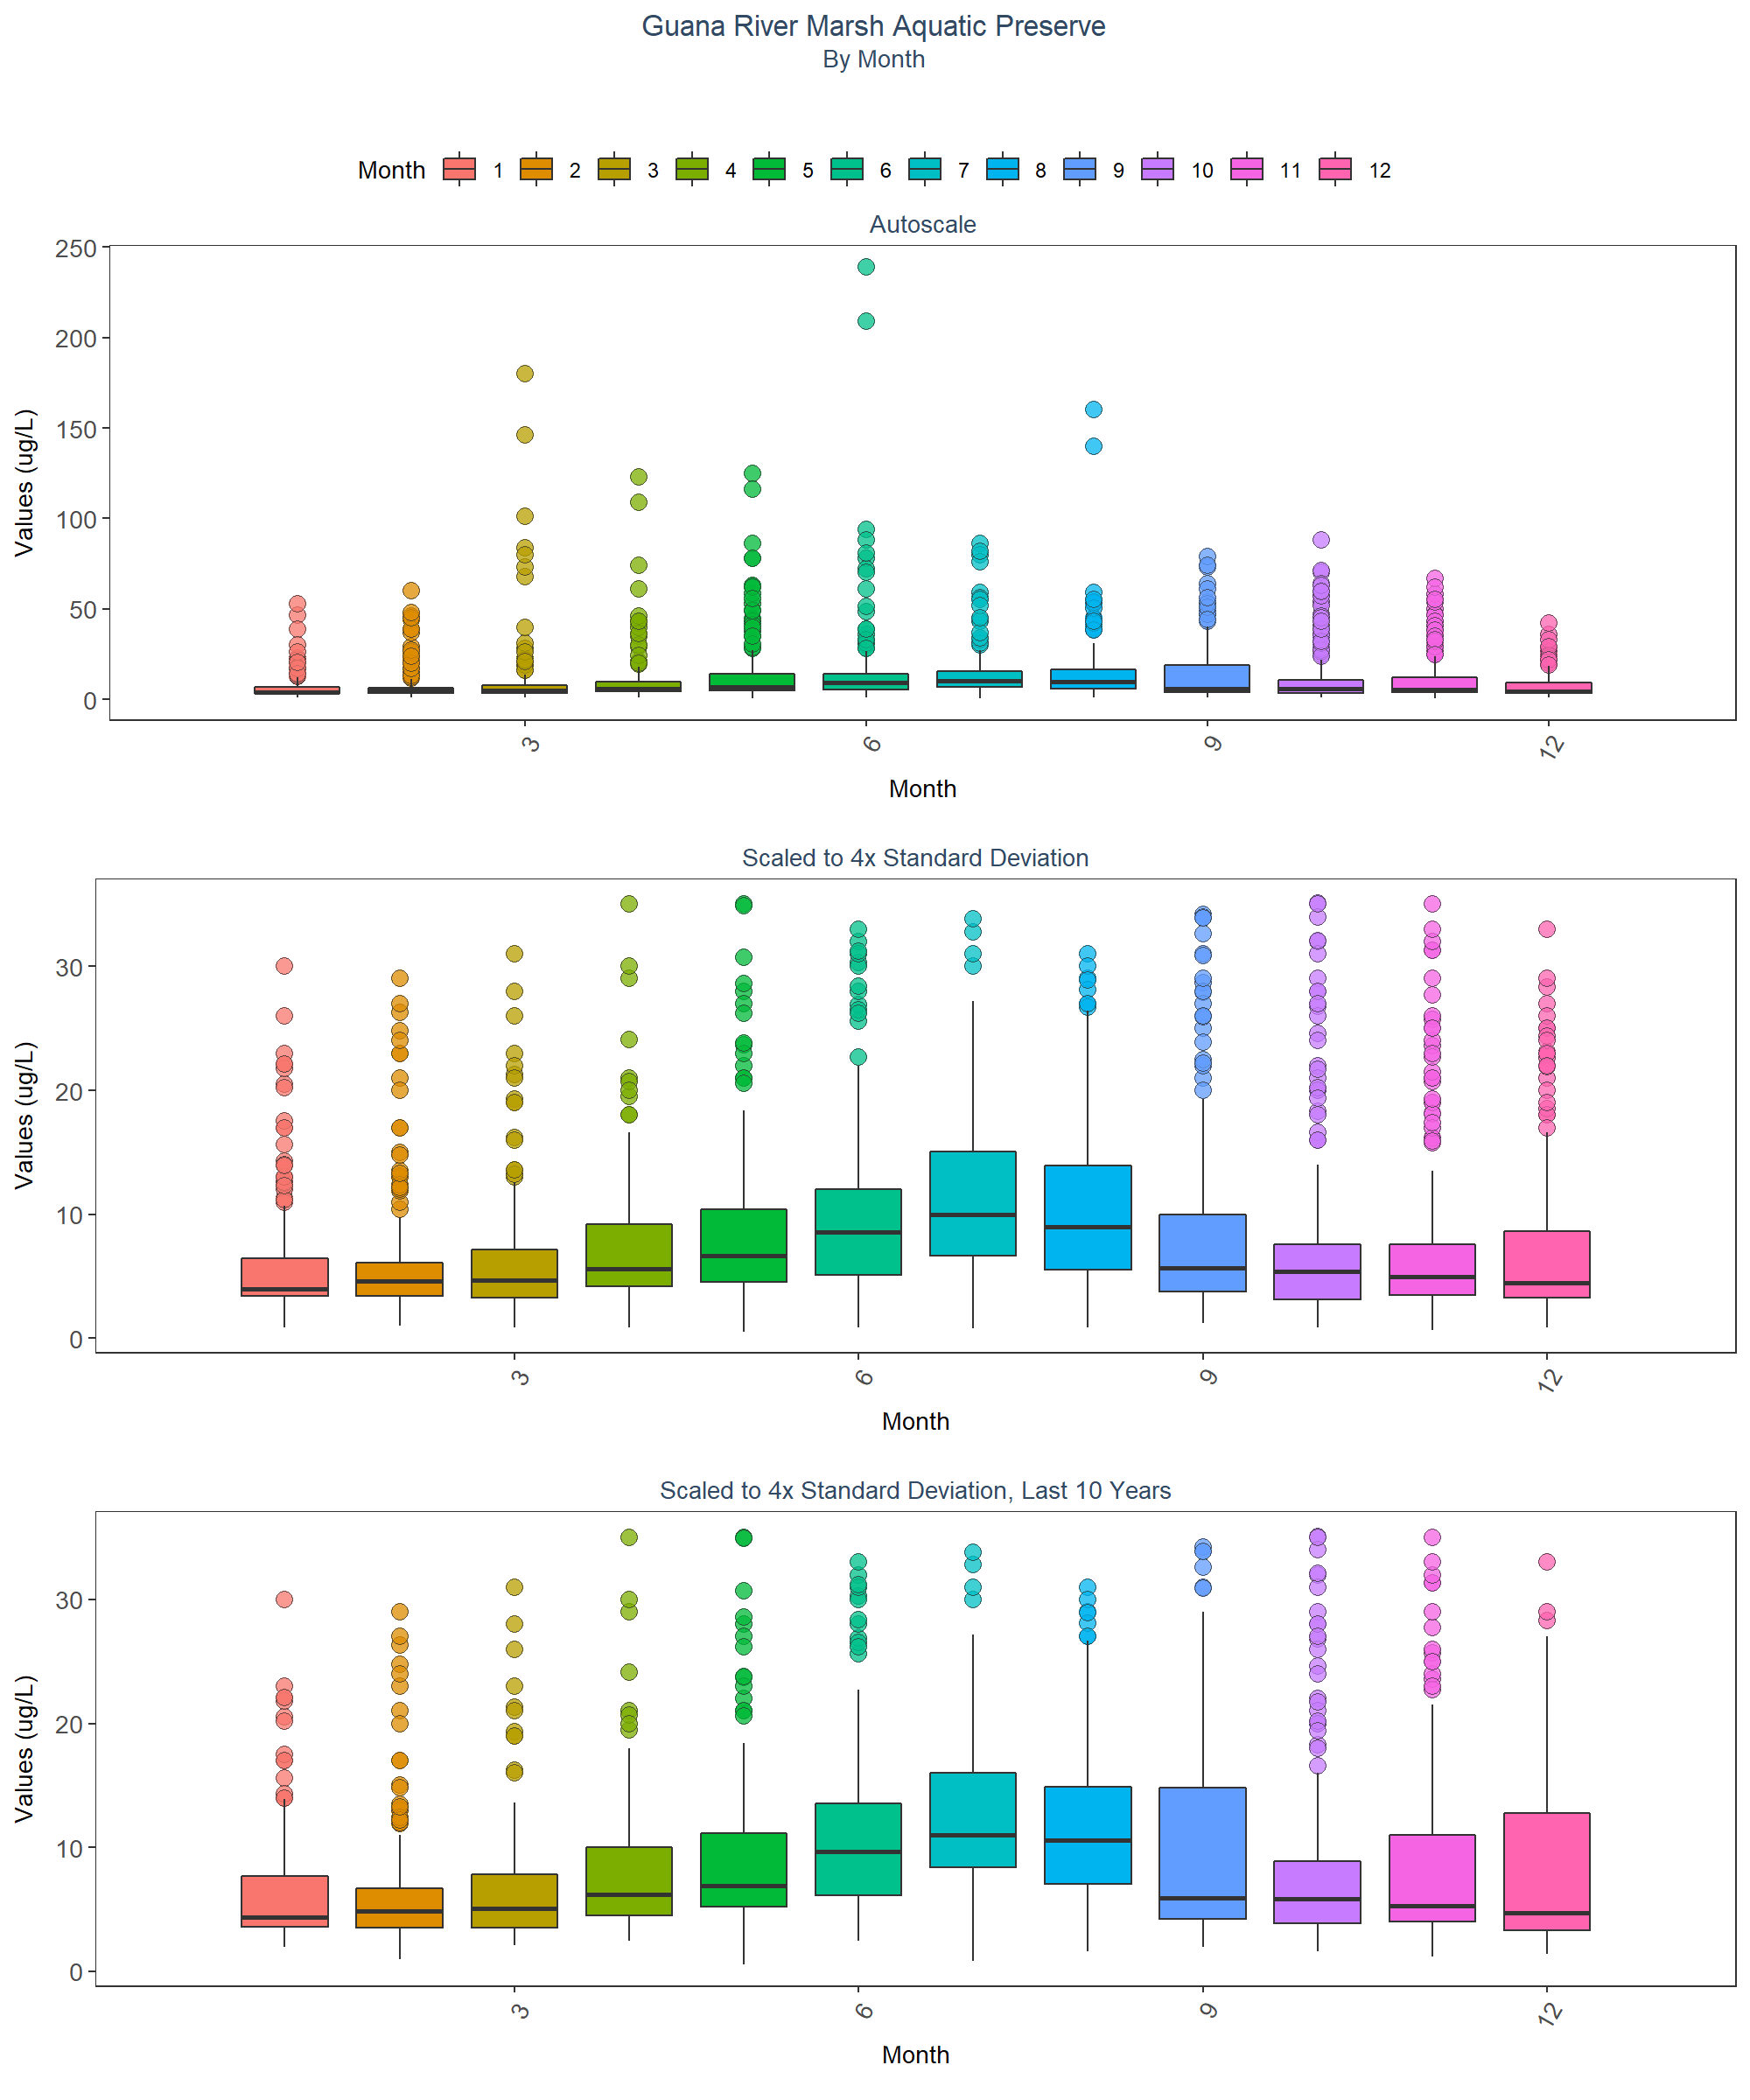 Guana River Marsh Aquatic Preserve
By Month
Month 1 2 3 4 5 6 7 8 9 10 11 12
Autoscale
Values (ug/L)
250
200
150
100
50
0
3 6 9 12
Month
Scaled to 4x Standard Deviation
Values (ug/L)
30
20
10
0
3 6 9 12
Month
Scaled to 4x Standard Deviation, Last 10 Years
Values (ug/L)
30
20
10
0
3 6 9 12
Month